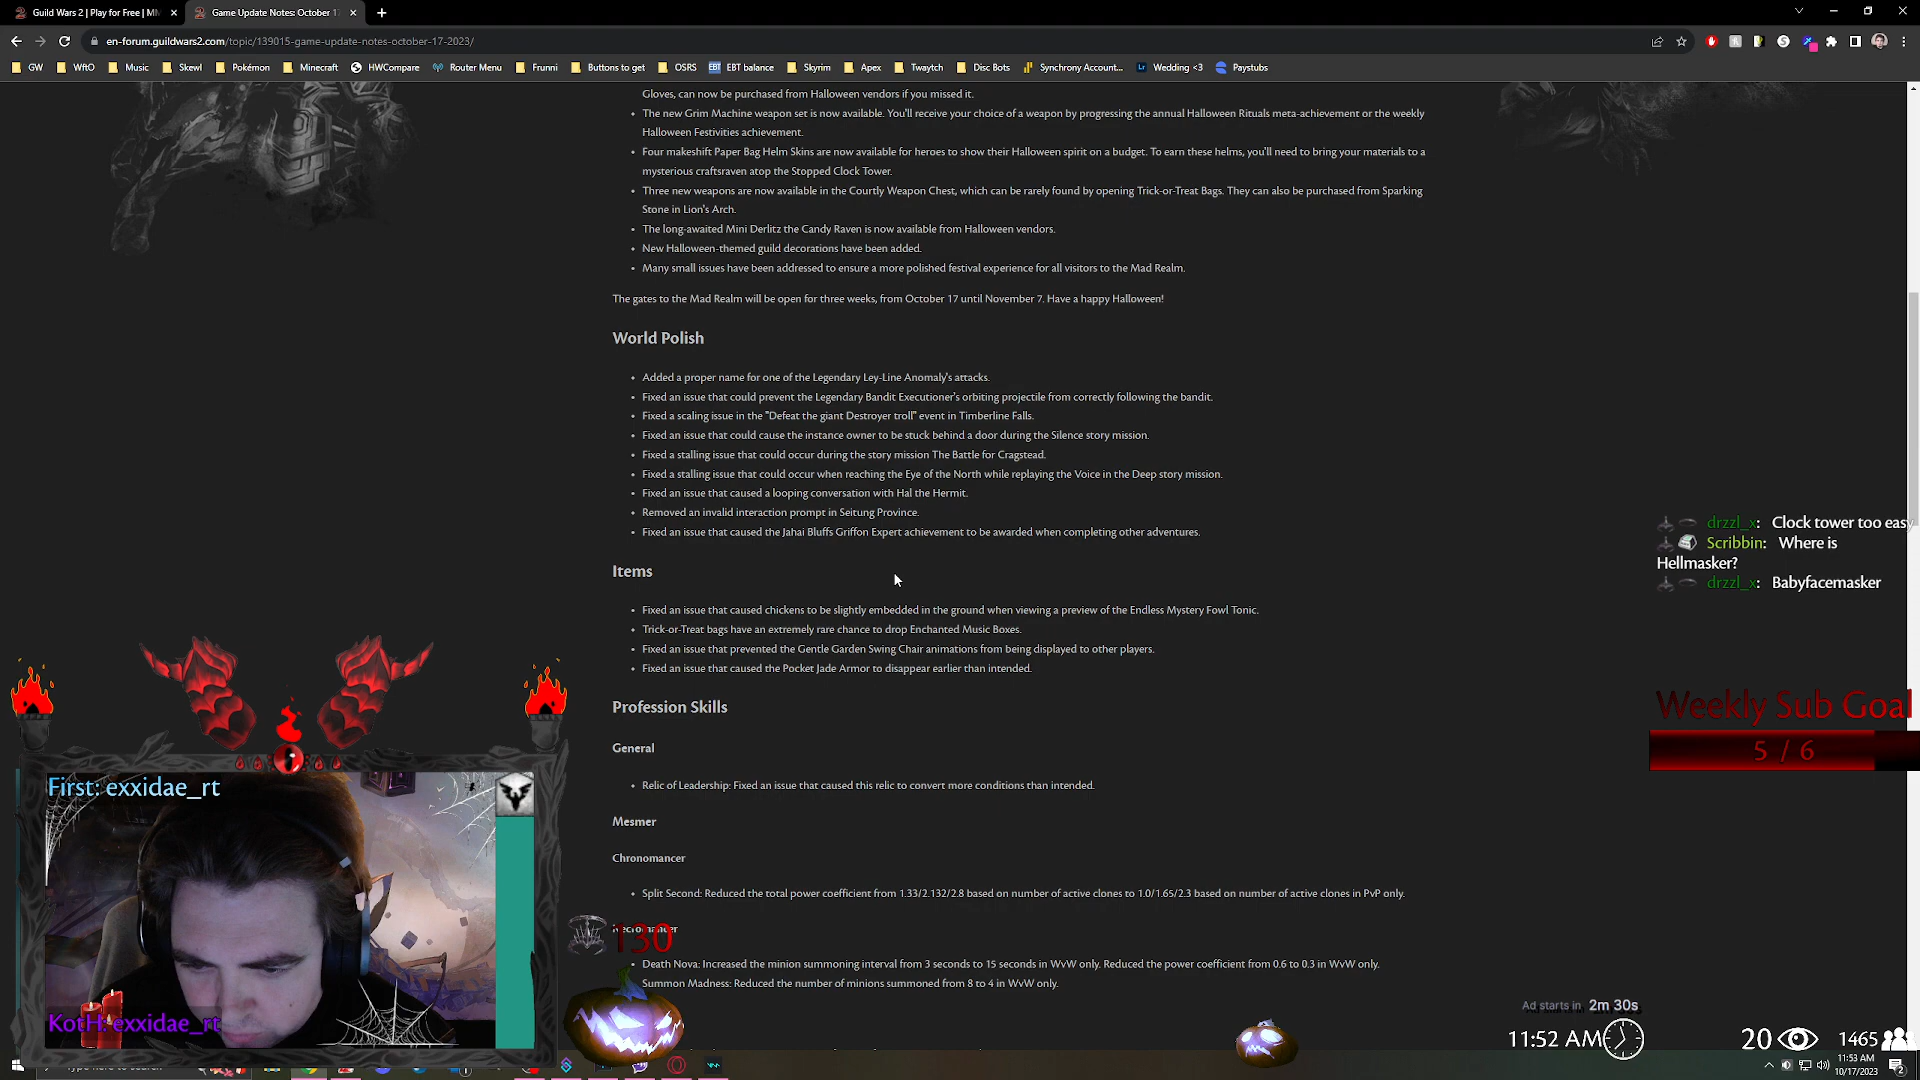 Guild Wars 2 | Play for Free | MM
Game Update Notes: October 1
en-forum.guildwars2.com/topic/139015-game-update-notes-october-17-2023/
GW WftO Music Skewl Pokémon Minecraft HWCompare Router Menu Frunni Buttons to get OSRS EBT balance Skyrim Apex Twaytch Disc Bots Synchrony Account... Wedding <3 Paystubs
Gloves, can now be purchased from Halloween vendors if you missed it.
• The new Grim Machine weapon set is now available. You'll receive your choice of a weapon by progressing the annual Halloween Rituals meta-achievement or the weekly
Halloween Festivities achievement.
• Four makeshift Paper Bag Helm Skins are now available for heroes to show their Halloween spirit on a budget. To earn these helms, you'll need to bring your materials to a
mysterious craftsraven atop the Stopped Clock Tower.
• Three new weapons are now available in the Courtly Weapon Chest, which can be rarely found by opening Trick-or-Treat Bags. They can also be purchased from Sparking
Stone in Lion's Arch.
• The long-awaited Mini Derlitz the Candy Raven is now available from Halloween vendors.
• New Halloween-themed guild decorations have been added.
• Many small issues have been addressed to ensure a more polished festival experience for all visitors to the Mad Realm.
The gates to the Mad Realm will be open for three weeks, from October 17 until November 7. Have a happy Halloween!
World Polish
• Added a proper name for one of the Legendary Ley-Line Anomaly's attacks.
• Fixed an issue that could prevent the Legendary Bandit Executioner's orbiting projectile from correctly following the bandit.
• Fixed a scaling issue in the "Defeat the giant Destroyer troll" event in Timberline Falls.
• Fixed an issue that could cause the instance owner to be stuck behind a door during the Silence story mission.
• Fixed a stalling issue that could occur during the story mission The Battle for Cragstead.
• Fixed a stalling issue that could occur when reaching the Eye of the North while replaying the Voice in the Deep story mission.
• Fixed an issue that caused a looping conversation with Hal the Hermit.
• Removed an invalid interaction prompt in Seitung Province.
• Fixed an issue that caused the Jahai Bluffs Griffon Expert achievement to be awarded when completing other adventures.
Items
• Fixed an issue that caused chickens to be slightly embedded in the ground when viewing a preview of the Endless Mystery Fowl Tonic.
• Trick-or-Treat bags have an extremely rare chance to drop Enchanted Music Boxes.
• Fixed an issue that prevented the Gentle Garden Swing Chair animations from being displayed to other players.
• Fixed an issue that caused the Pocket Jade Armor to disappear earlier than intended.
Profession Skills
General
• Relic of Leadership: Fixed an issue that caused this relic to convert more conditions than intended.
Mesmer
Chronomancer
• Split Second: Reduced the total power coefficient from 1.33/2.132/2.8 based on number of active clones to 1.0/1.65/2.3 based on number of active clones in PvP only.
Necromancer
130
• Death Nova: Increased the minion summoning interval from 3 seconds to 15 seconds in WvW only. Reduced the power coefficient from 0.6 to 0.3 in WvW only.
Summon Madness: Reduced the number of minions summoned from 8 to 4 in WvW only.
drzzl_x: Clock tower too easy
Scribbin: Where is
Hellmasker?
drzzl_x: Babyfacemasker
Weekly Sub Goal
5 / 6
First: exxidae_rt
KotH: exxidae_rt
Ad starts in 2m 30s
11:52 AM
20
1465
11:53 AM
10/17/2023